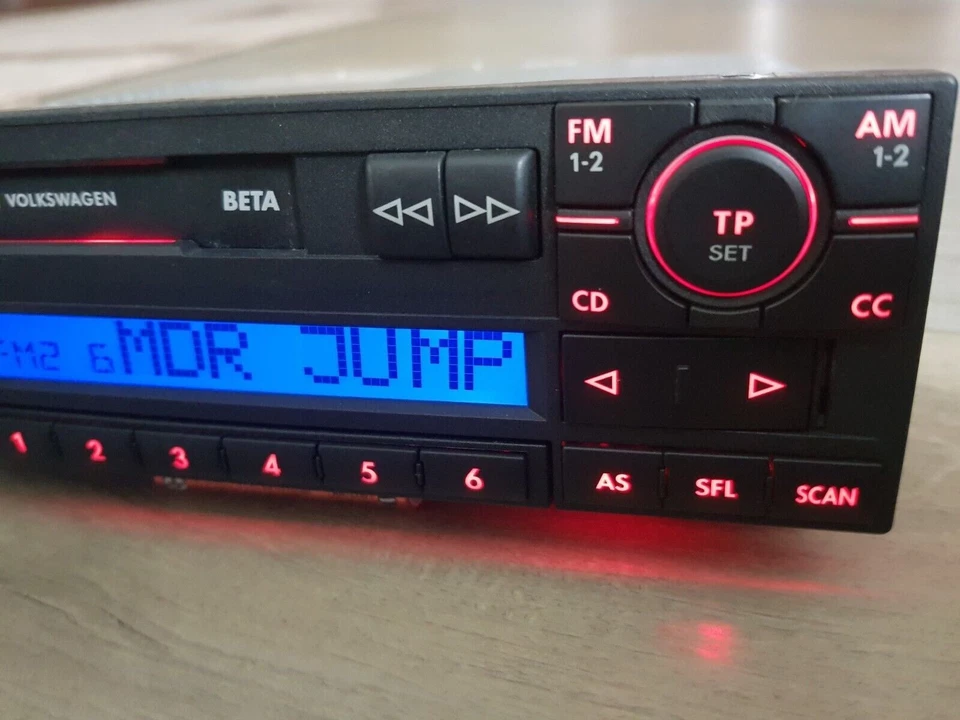 VOLKSWAGEN BETA
FM
1-2
AM
1-2
TP
SET
CD
CC
FM2 6 MDR JUMP
1 2 3 4 5 6
AS SFL SCAN